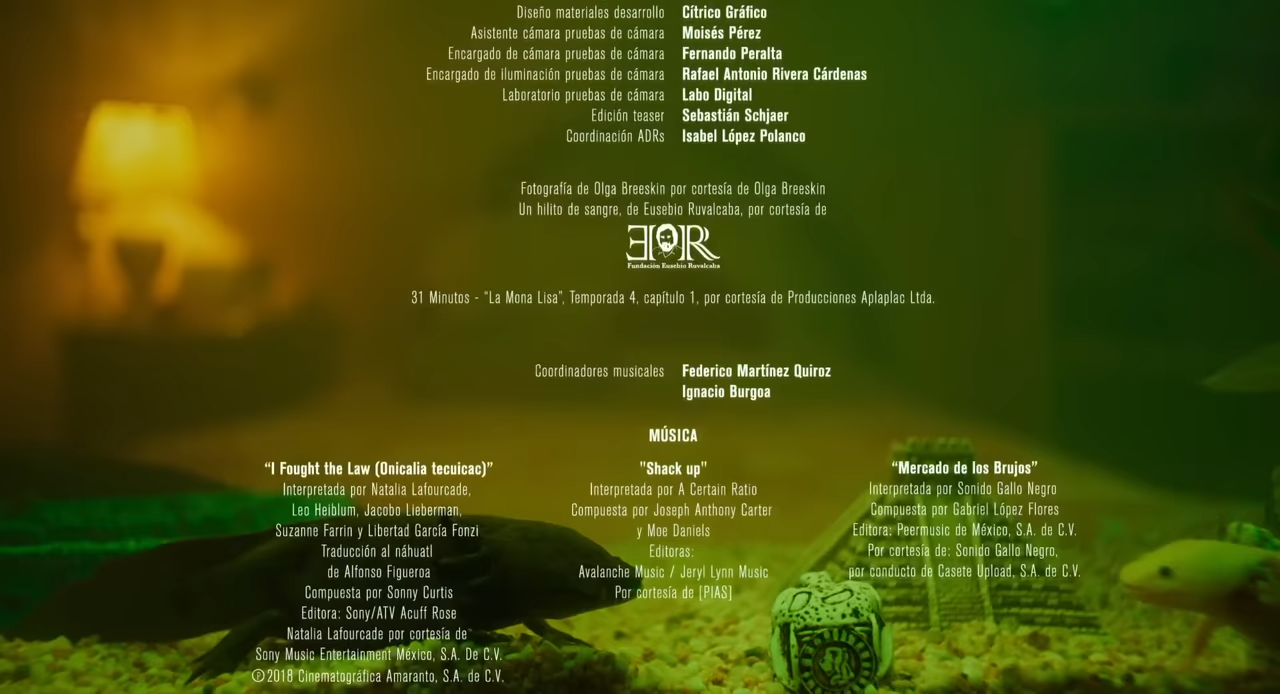 Diseño materiales desarrollo Cítrico Gráfico
Asistente cámara pruebas de cámara Moisés Pérez
Encargado de cámara pruebas de cámara Fernando Peralta
Encargado de iluminación pruebas de cámara Rafael Antonio Rivera Cárdenas
Laboratorio pruebas de cámara Labo Digital
Edición teaser Sebastián Schjaer
Coordinación ADRs Isabel López Polanco
Fotografía de Olga Breeskin por cortesía de Olga Breeskin
Un hilito de sangre, de Eusebio Ruvalcaba, por cortesía de
ER
Fundación Eusebio Ruvalcaba
31 Minutos - “La Mona Lisa”, Temporada 4, capítulo 1, por cortesía de Producciones Aplaplac Ltda.
Coordinadores musicales Federico Martínez Quiroz
Ignacio Burgoa
MÚSICA
“I Fought the Law (Onicalia tecuicac)”
Interpretada por Natalia Lafourcade,
Leo Heiblum, Jacobo Lieberman,
Suzanne Farrin y Libertad García Fonzi
Traducción al náhuatl
de Alfonso Figueroa
Compuesta por Sonny Curtis
Editora: Sony/ATV Acuff Rose
Natalia Lafourcade por cortesía de
Sony Music Entertainment México, S.A. De C.V.
Ⓟ2018 Cinematográfica Amaranto, S.A. de C.V.
"Shack up"
Interpretada por A Certain Ratio
Compuesta por Joseph Anthony Carter
y Moe Daniels
Editoras:
Avalanche Music / Jeryl Lynn Music
Por cortesía de [PIAS]
“Mercado de los Brujos”
Interpretada por Sonido Gallo Negro
Compuesta por Gabriel López Flores
Editora: Peermusic de México, S.A. de C.V.
Por cortesía de: Sonido Gallo Negro,
por conducto de Casete Upload, S.A. de C.V.